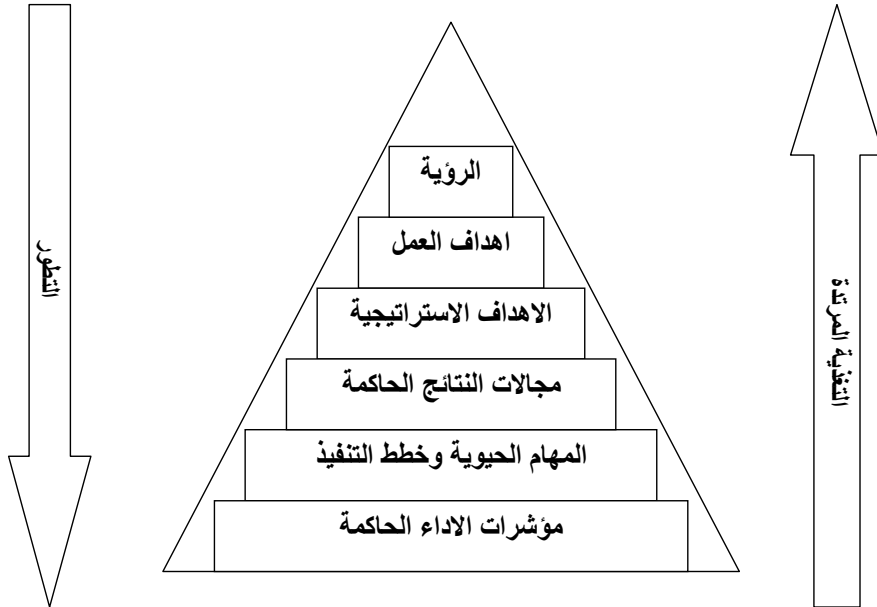 الرؤية
اهداف العمل
الاهداف الاستراتيجية
مجالات النتائج الحاكمة
المهام الحيوية وخطط التنفيذ
مؤشرات الاداء الحاكمة
التطور
التغذية المرتدة